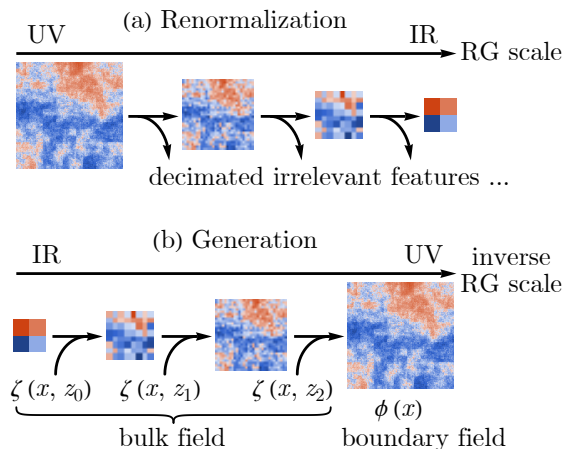 (a) Renormalization
UV IR
RG scale
decimated irrelevant features ...
(b) Generation
IR UV
inverse
RG scale
ζ (x, z₀) ζ (x, z₁) ζ (x, z₂)
ϕ (x)
bulk field boundary field